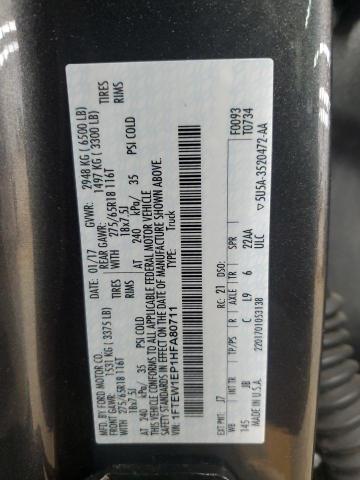 MFD. BY FORD MOTOR CO.
DATE: 01/17 GVWR: 2948 KG ( 6500 LB)
FRONT GAWR: 1531 KG ( 3375 LB) REAR GAWR: 1497 KG ( 3300 LB)
WITH 275/65R18 116T TIRES WITH 275/65R18 116T TIRES
18x7.5J RIMS 18x7.5J RIMS
AT 240 kPa/ 35 PSI COLD AT 240 kPa/ 35 PSI COLD
THIS VEHICLE CONFORMS TO ALL APPLICABLE FEDERAL MOTOR VEHICLE
SAFETY STANDARDS IN EFFECT ON THE DATE OF MANUFACTURE SHOWN ABOVE.
VIN: 1FTEW1EP1HFA80711
TYPE: Truck
F0093
T0734
EXT PNT: J7 RC: 21 DSO:
WB INT TR TP/PS R AXLE TR SPR
145 JB C L9 6 22AA
ULC
2201701053138
MADE IN U.S.A. 5U5A-3520472-AA